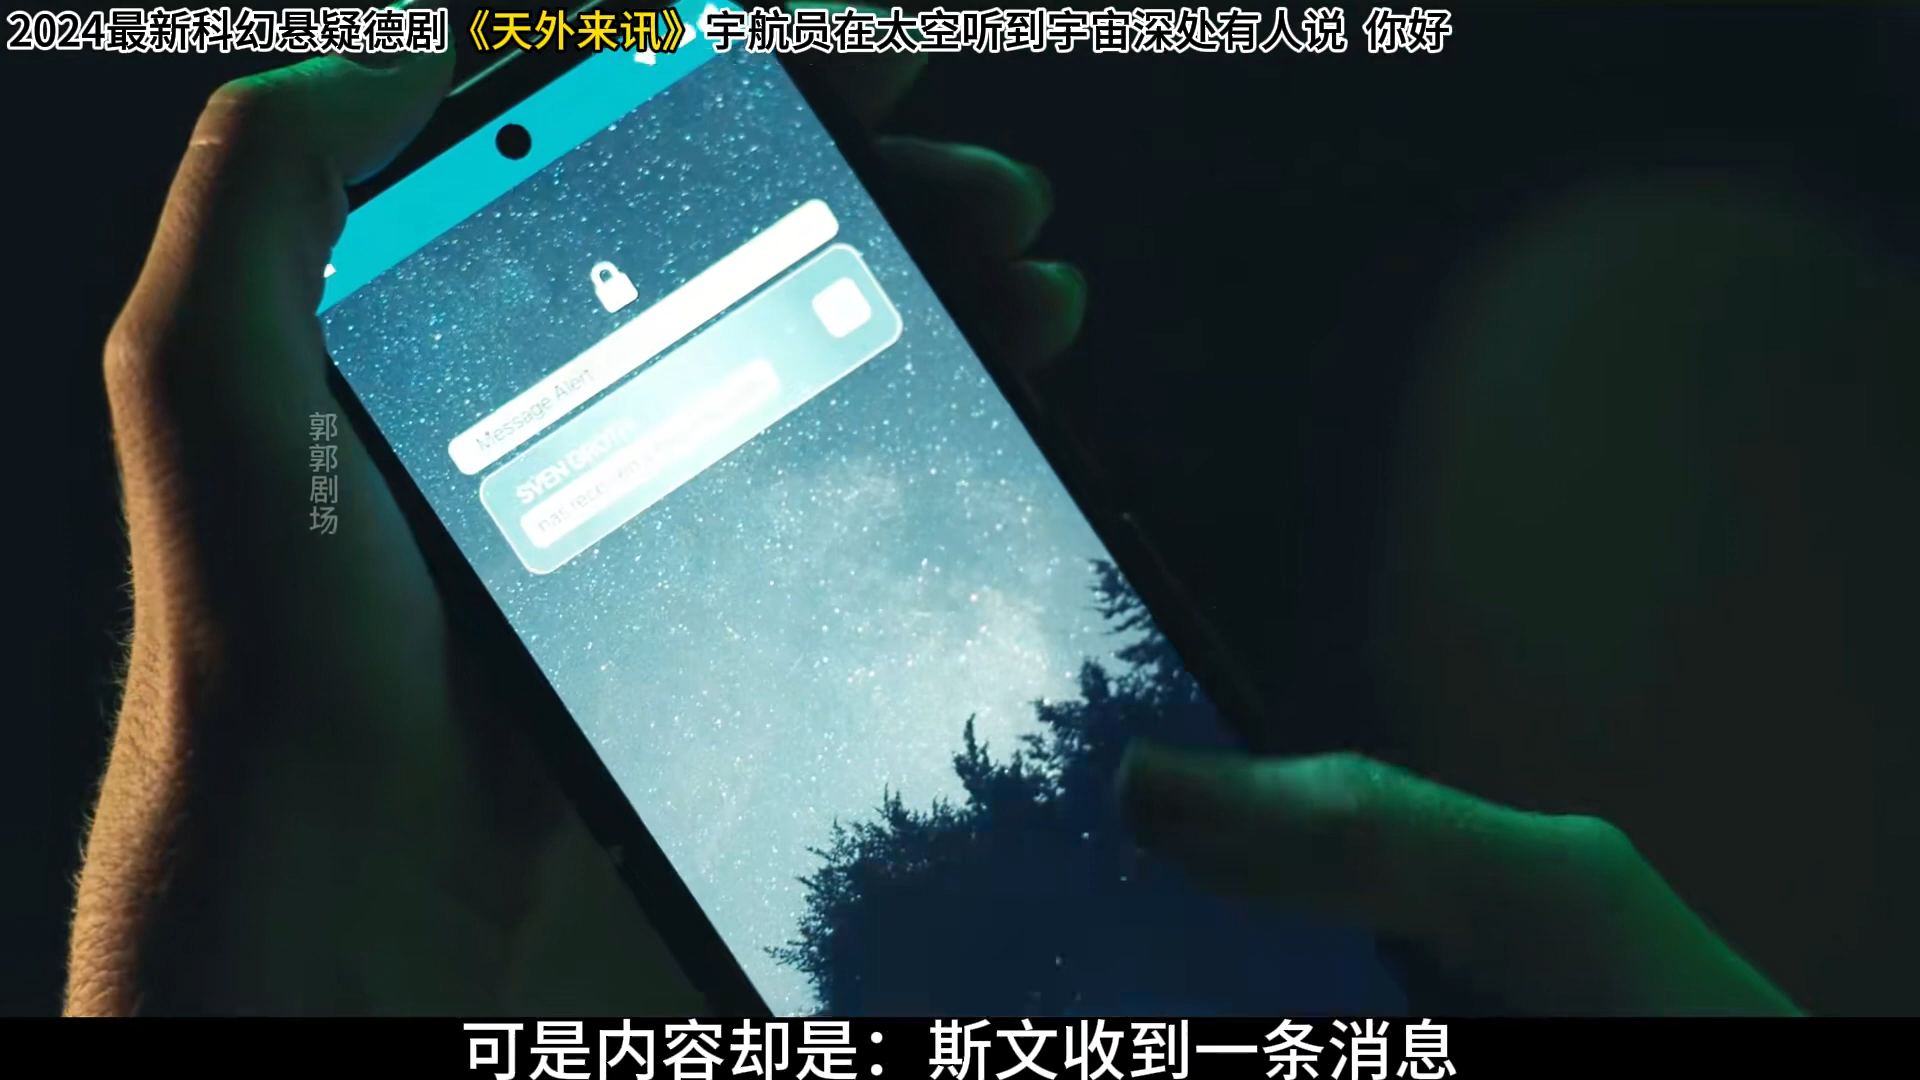 2024最新科幻悬疑德剧《天外来讯》宇航员在太空听到宇宙深处有人说 你好
Message Alert
SVEN GROTH
郭郭剧场
可是内容却是：斯文收到一条消息